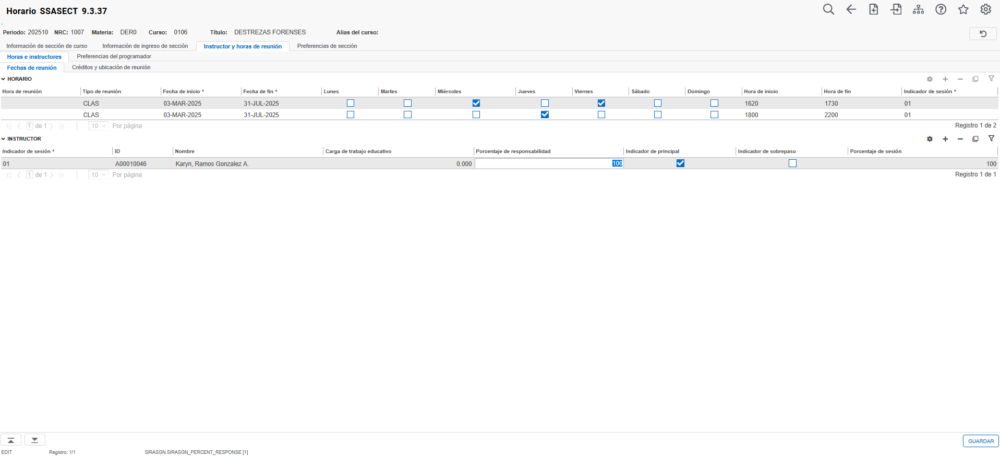 Horario SSASECT 9.3.37
Periodo: 202510 NRC: 1007 Materia: DER0 Curso: 0106 Título: DESTREZAS FORENSES Alias del curso:
Información de sección de curso Información de ingreso de sección Instructor y horas de reunión Preferencias de sección
Horas e instructores Preferencias del programador
Fechas de reunión Créditos y ubicación de reunión
HORARIO
Hora de reunión Tipo de reunión Fecha de inicio * Fecha de fin * Lunes Martes Miércoles Jueves Viernes Sábado Domingo Hora de inicio Hora de fin Indicador de sesión *
CLAS 03-MAR-2025 31-JUL-2025 1620 1730 01
CLAS 03-MAR-2025 31-JUL-2025 1800 2200 01
1 de 1 10 Por página Registro 1 de 2
INSTRUCTOR
Indicador de sesión * ID Nombre Carga de trabajo educativo Porcentaje de responsabilidad Indicador de principal Indicador de sobrepaso Porcentaje de sesión
01 A00010046 Karyn, Ramos Gonzalez A. 0.000 100 100
1 de 1 10 Por página Registro 1 de 1
GUARDAR
EDIT Registro: 1/1 SIRASGN.SIRASGN_PERCENT_RESPONSE [1]